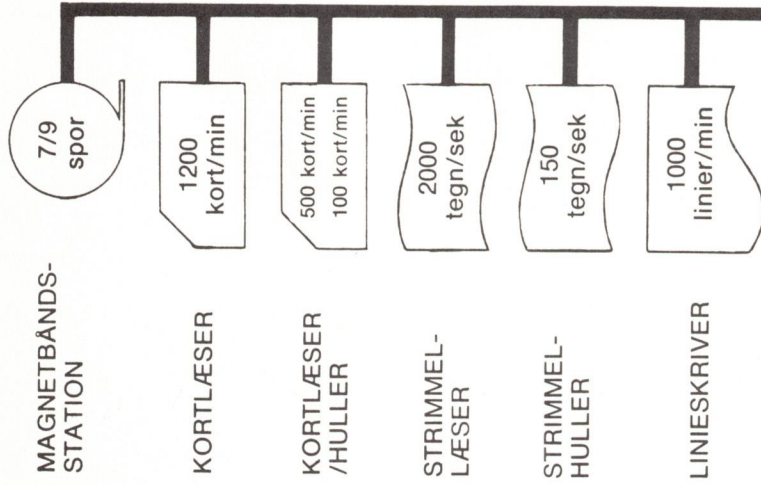 MAGNETBÅNDS-
STATION
7/9
spor
KORTLÆSER
1200
kort/min
KORTLÆSER
/HULLER
500 kort/min
100 kort/min
STRIMMEL-
LÆSER
2000
tegn/sek
STRIMMEL-
HULLER
150
tegn/sek
LINIESKRIVER
1000
linier/min